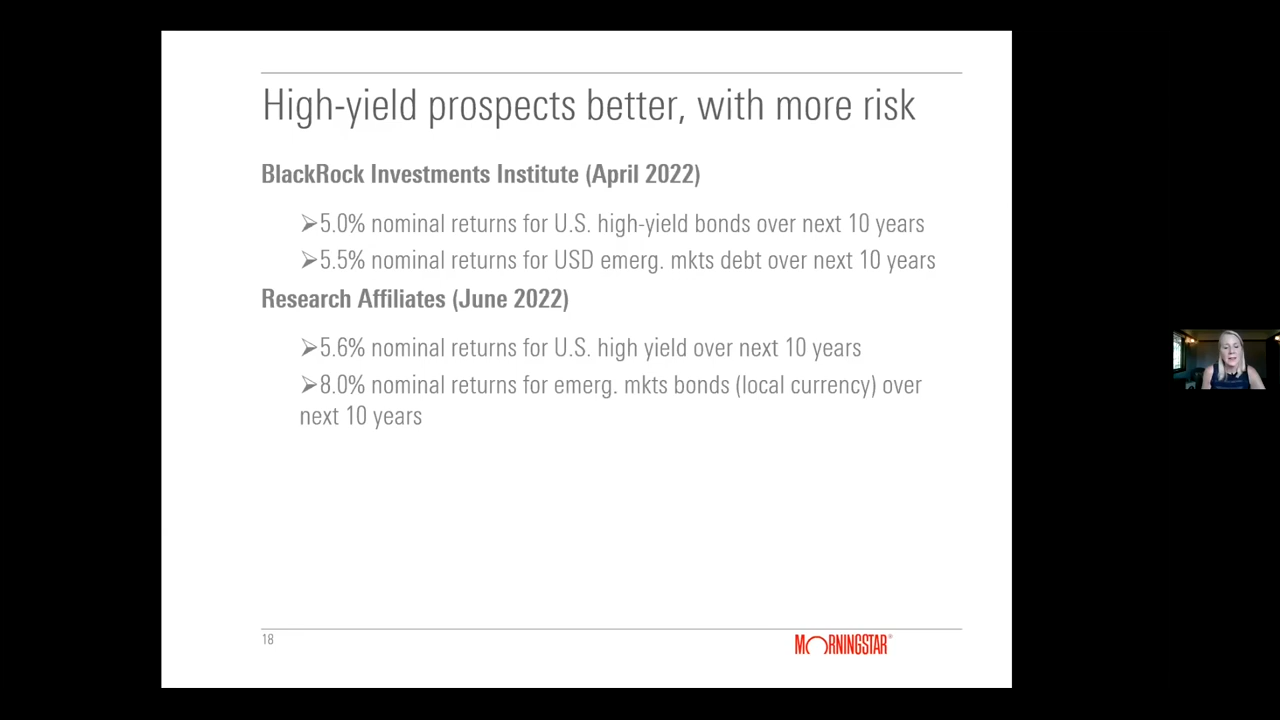 High-yield prospects better, with more risk
BlackRock Investments Institute (April 2022)
➢5.0% nominal returns for U.S. high-yield bonds over next 10 years
➢5.5% nominal returns for USD emerg. mkts debt over next 10 years
Research Affiliates (June 2022)
➢5.6% nominal returns for U.S. high yield over next 10 years
➢8.0% nominal returns for emerg. mkts bonds (local currency) over
next 10 years
18
MORNINGSTAR®